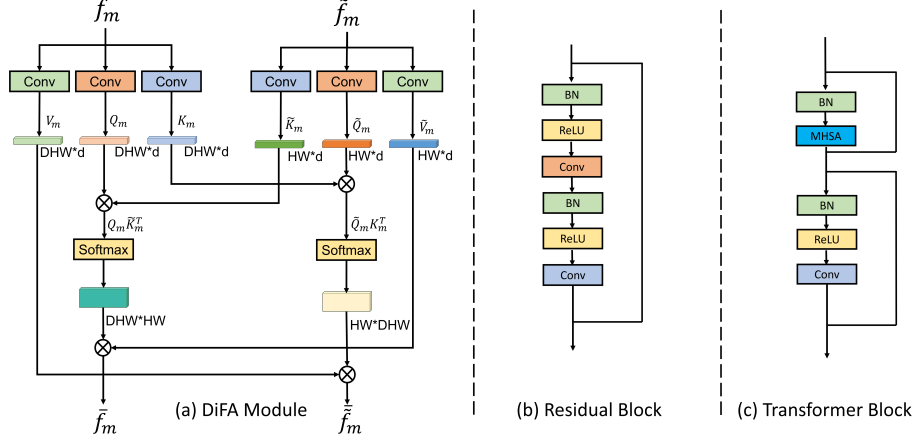 f_m
f̃_m
Conv Conv Conv Conv Conv Conv
V_m Q_m K_m K̃_m Q̃_m Ṽ_m
DHW*d DHW*d DHW*d HW*d HW*d HW*d
Q_m K̃_m^T Q̃_m K_m^T
Softmax Softmax
DHW*HW HW*DHW
f̄_m
f̃̄_m
(a) DiFA Module
BN
ReLU
Conv
BN
ReLU
Conv
(b) Residual Block
BN
MHSA
BN
ReLU
Conv
(c) Transformer Block